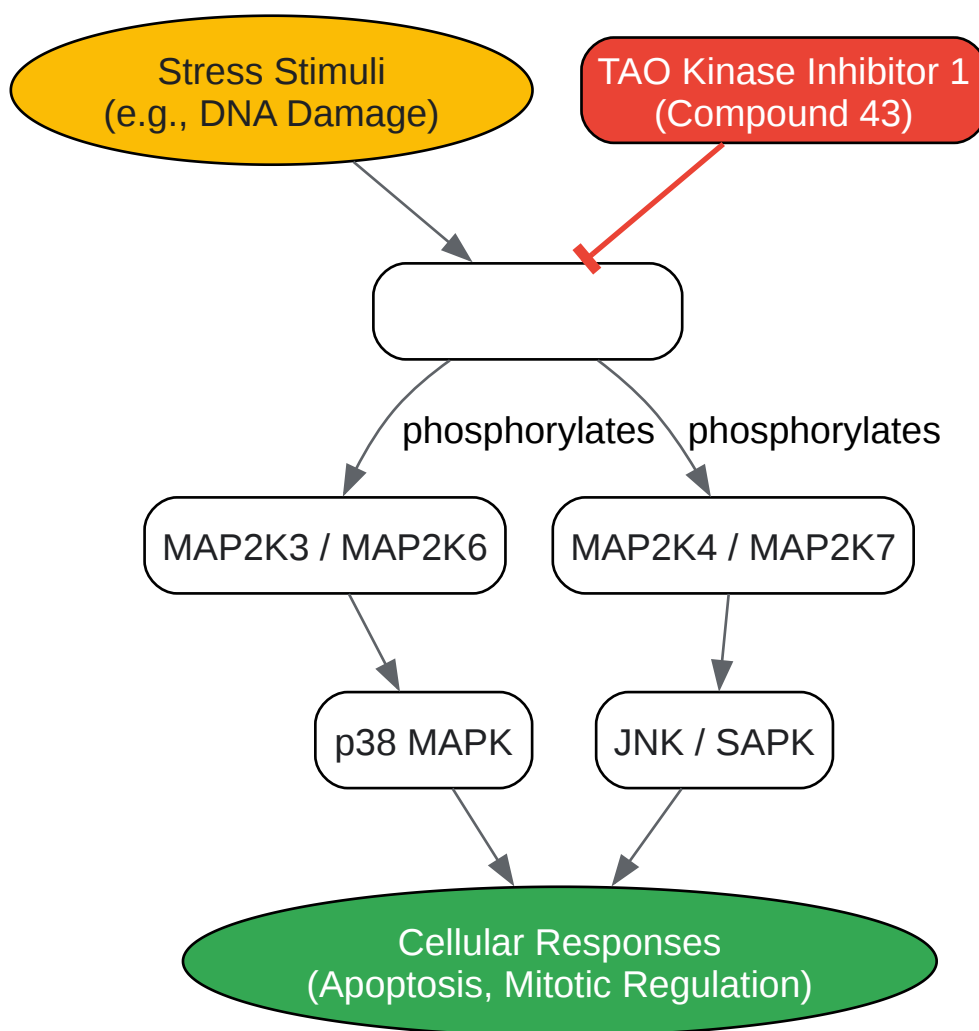 Stress Stimuli
(e.g., DNA Damage)
TAO Kinase Inhibitor 1
(Compound 43)
phosphorylates
phosphorylates
MAP2K3 / MAP2K6
MAP2K4 / MAP2K7
p38 MAPK
JNK / SAPK
Cellular Responses
(Apoptosis, Mitotic Regulation)